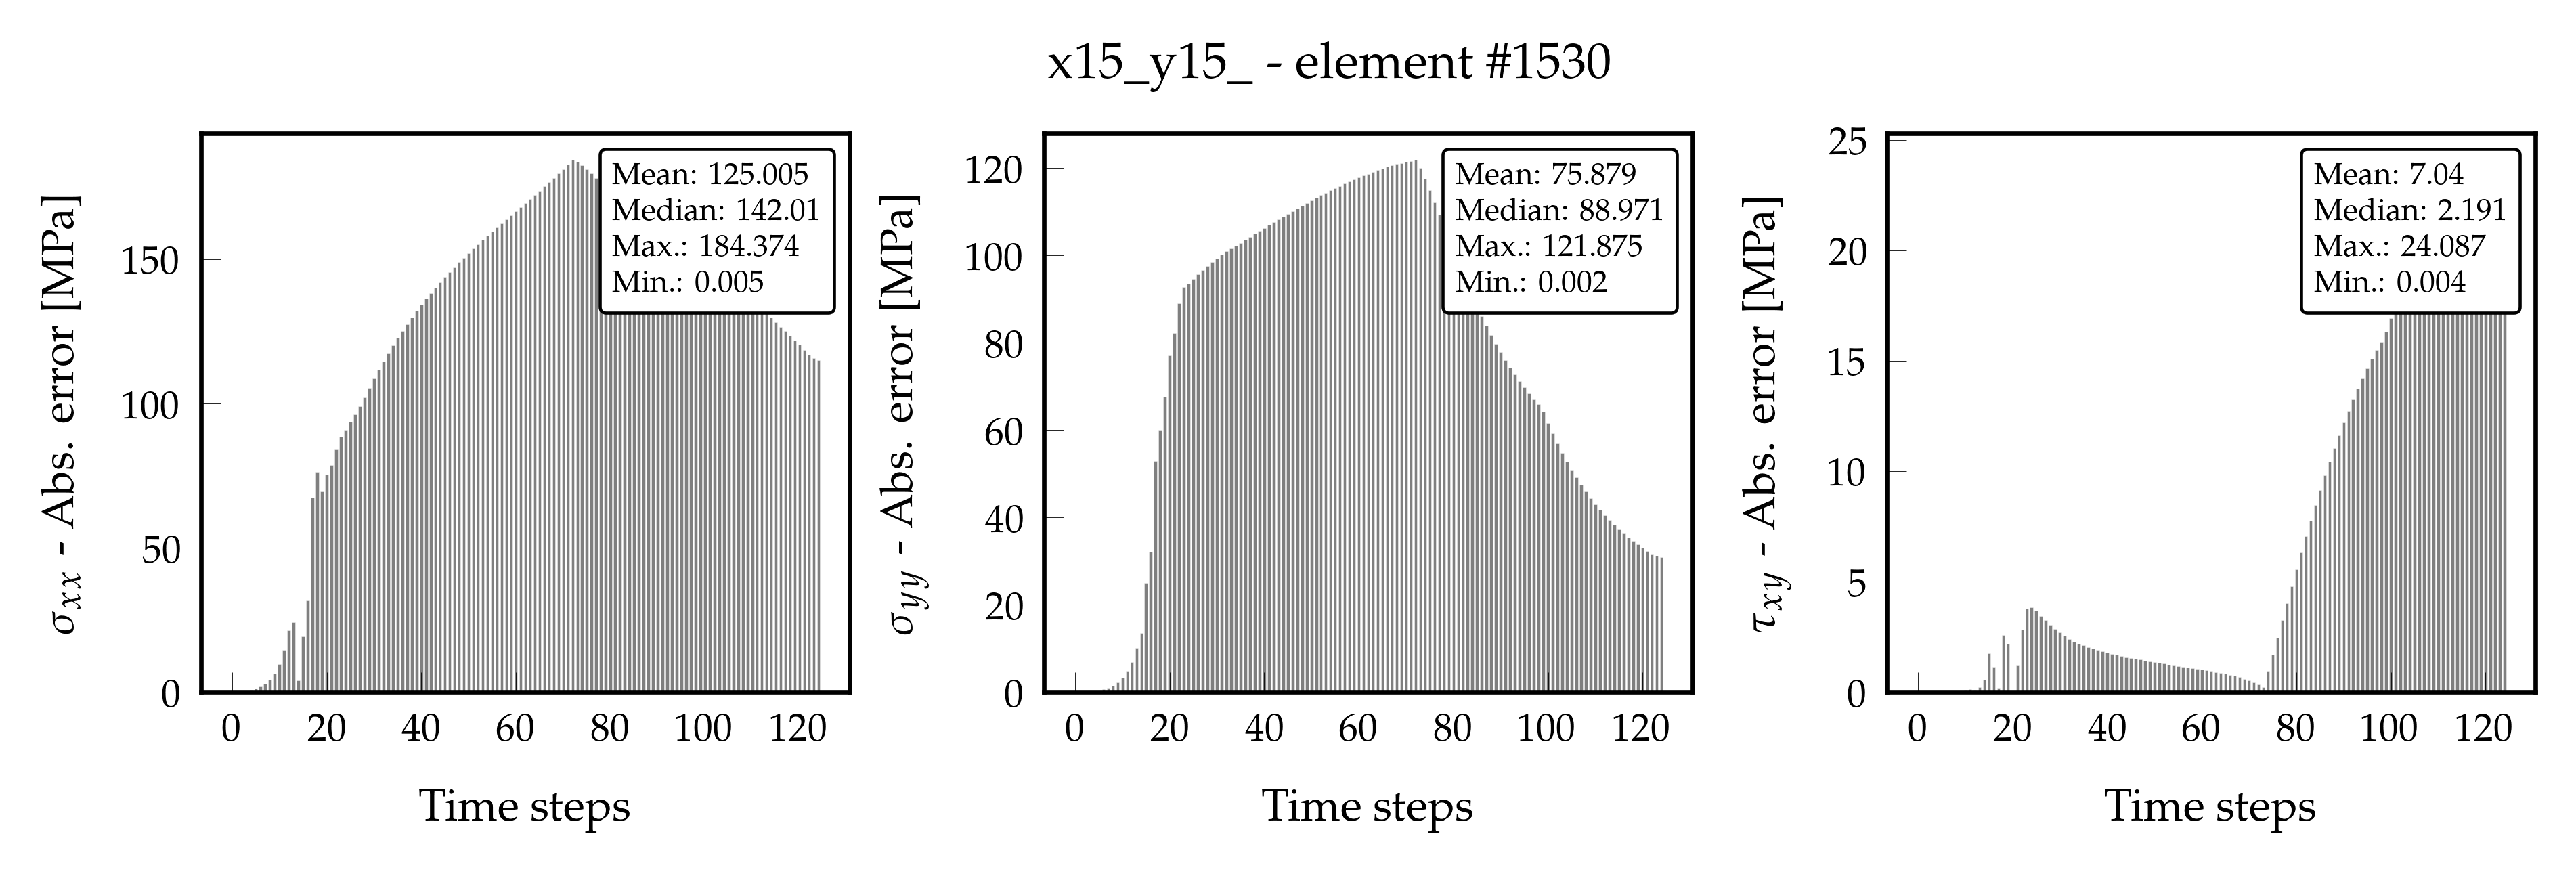 x15_y15_ - element #1530
σxx - Abs. error [MPa]
150
100
50
0
0 20 40 60 80 100 120
Time steps
Mean: 125.005
Median: 142.01
Max.: 184.374
Min.: 0.005
σyy - Abs. error [MPa]
120
100
80
60
40
20
0
0 20 40 60 80 100 120
Time steps
Mean: 75.879
Median: 88.971
Max.: 121.875
Min.: 0.002
τxy - Abs. error [MPa]
25
20
15
10
5
0
0 20 40 60 80 100 120
Time steps
Mean: 7.04
Median: 2.191
Max.: 24.087
Min.: 0.004